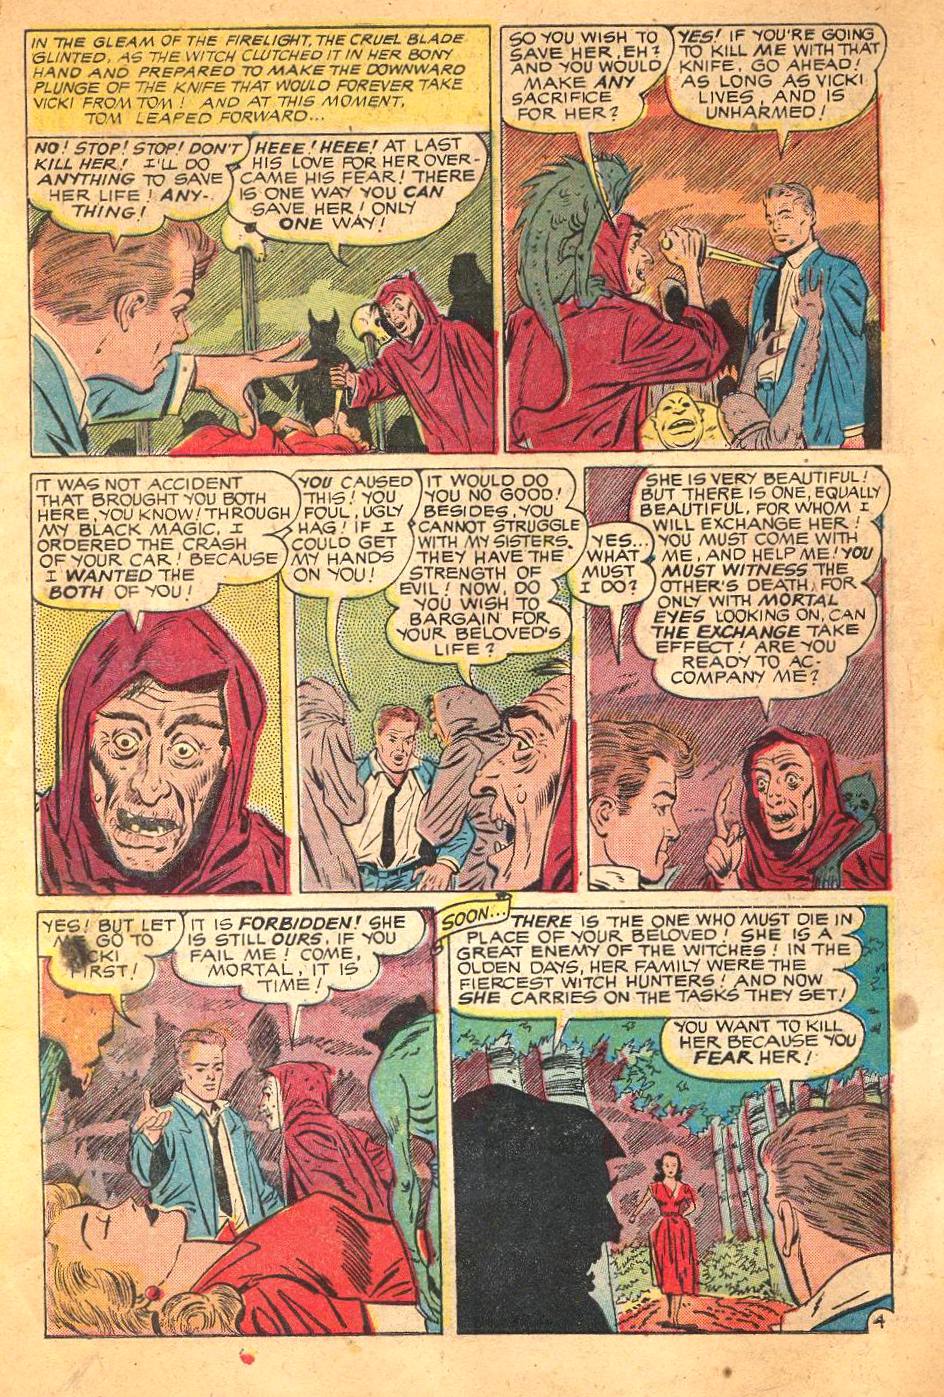 IN THE GLEAM OF THE FIRELIGHT, THE CRUEL BLADE
GLINTED, AS THE WITCH CLUTCHED IT IN HER BONY
HAND AND PREPARED TO MAKE THE DOWNWARD
PLUNGE OF THE KNIFE THAT WOULD FOREVER TAKE
VICKI FROM TOM! AND AT THIS MOMENT,
TOM LEAPED FORWARD...
NO! STOP! STOP! DON'T
KILL HER! I'LL DO
ANYTHING TO SAVE
HER LIFE! ANY-
THING!
HEEE! HEEE! AT LAST
HIS LOVE FOR HER OVER-
CAME HIS FEAR! THERE
IS ONE WAY YOU CAN
SAVE HER! ONLY
ONE WAY!
SO YOU WISH TO
SAVE HER, EH?
AND YOU WOULD
MAKE ANY
SACRIFICE
FOR HER?
YES! IF YOU'RE GOING
TO KILL ME WITH THAT
KNIFE, GO AHEAD!
AS LONG AS VICKI
LIVES, AND IS
UNHARMED!
IT WAS NOT ACCIDENT
THAT BROUGHT YOU BOTH
HERE, YOU KNOW! THROUGH
MY BLACK MAGIC, I
ORDERED THE CRASH
OF YOUR CAR! BECAUSE
I WANTED THE
BOTH OF YOU!
YOU CAUSED
THIS! YOU
FOUL, UGLY
HAG! IF I
COULD GET
MY HANDS
ON YOU!
IT WOULD DO
YOU NO GOOD!
BESIDES, YOU
CANNOT STRUGGLE
WITH MY SISTERS.
THEY HAVE THE
STRENGTH OF
EVIL! NOW, DO
YOU WISH TO
BARGAIN FOR
YOUR BELOVED'S
LIFE?
YES...
WHAT
MUST
I DO?
SHE IS VERY BEAUTIFUL!
BUT THERE IS ONE, EQUALLY
BEAUTIFUL, FOR WHOM I
WILL EXCHANGE HER!
YOU MUST COME WITH
ME, AND HELP ME! YOU
MUST WITNESS THE
OTHER'S DEATH, FOR
ONLY WITH MORTAL
EYES LOOKING ON, CAN
THE EXCHANGE TAKE
EFFECT! ARE YOU
READY TO AC-
COMPANY ME?
YES! BUT LET
GO TO
FIRST!
IT IS FORBIDDEN! SHE
IS STILL OURS, IF YOU
FAIL ME! COME,
MORTAL, IT IS
TIME!
SOON...
THERE IS THE ONE WHO MUST DIE IN
PLACE OF YOUR BELOVED! SHE IS A
GREAT ENEMY OF THE WITCHES! IN THE
OLDEN DAYS, HER FAMILY WERE THE
FIERCEST WITCH HUNTERS! AND NOW
SHE CARRIES ON THE TASKS THEY SET!
YOU WANT TO KILL
HER BECAUSE YOU
FEAR HER!
4